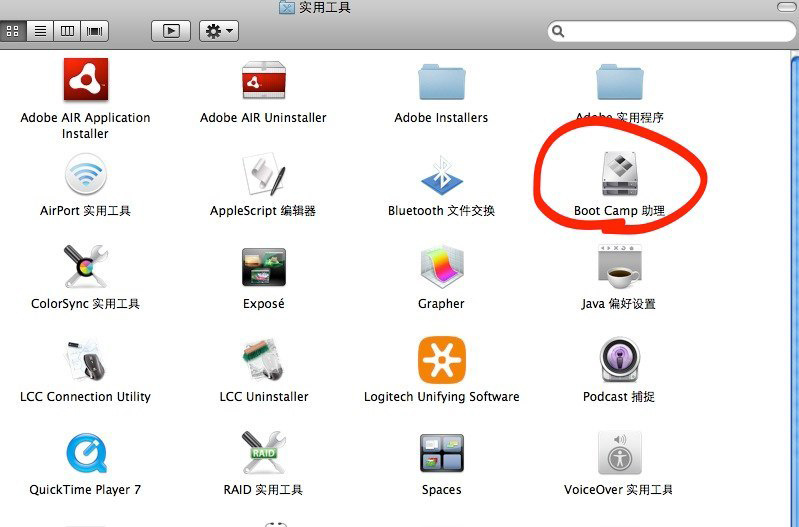 实用工具
Adobe AIR Application Installer
Adobe AIR Uninstaller
Adobe Installers
Adobe 实用程序
AirPort 实用工具
AppleScript 编辑器
Bluetooth 文件交换
Boot Camp 助理
ColorSync 实用工具
Exposé
Grapher
Java 偏好设置
LCC Connection Utility
LCC Uninstaller
Logitech Unifying Software
Podcast 捕捉
QuickTime Player 7
RAID
RAID 实用工具
Spaces
VoiceOver 实用工具